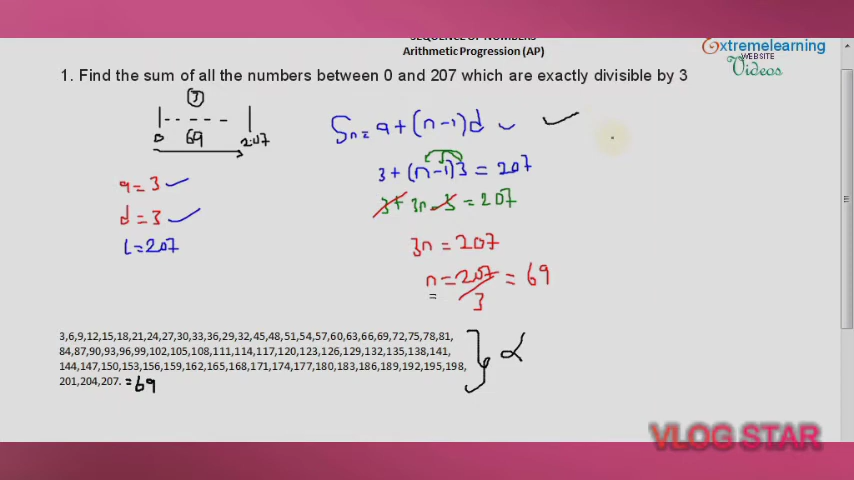 SEQUENCE OF NUMBERS
Arithmetic Progression (AP)
extremelearning
WEBSITE
Videos
1. Find the sum of all the numbers between 0 and 207 which are exactly divisible by 3
3
0 69 207
Sn = a + (n-1)d
3 + (n-1)3 = 207
a = 3
3 + 3n - 3 = 207
d = 3
L = 207
3n = 207
n = 207/3 = 69
3,6,9,12,15,18,21,24,27,30,33,36,29,32,45,48,51,54,57,60,63,66,69,72,75,78,81,
84,87,90,93,96,99,102,105,108,111,114,117,120,123,126,129,132,135,138,141,
144,147,150,153,156,159,162,165,168,171,174,177,180,183,186,189,192,195,198,
201,204,207. = 69
VLOG STAR